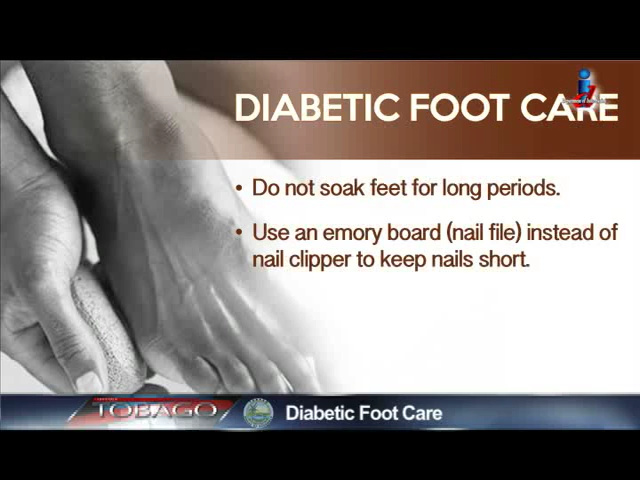 DIABETIC FOOT CARE
• Do not soak feet for long periods.
• Use an emory board (nail file) instead of
nail clipper to keep nails short.
TOBAGO
Diabetic Foot Care